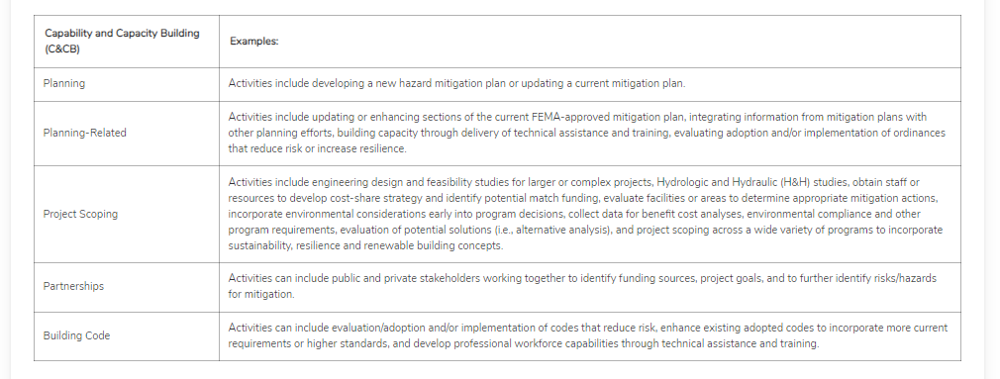 Capability and Capacity Building
(C&CB)
Examples:
Planning
Activities include developing a new hazard mitigation plan or updating a current mitigation plan.
Planning-Related
Activities include updating or enhancing sections of the current FEMA-approved mitigation plan, integrating information from mitigation plans with
other planning efforts, building capacity through delivery of technical assistance and training, evaluating adoption and/or implementation of ordinances
that reduce risk or increase resilience.
Project Scoping
Activities include engineering design and feasibility studies for larger or complex projects, Hydrologic and Hydraulic (H&H) studies, obtain staff or
resources to develop cost-share strategy and identify potential match funding, evaluate facilities or areas to determine appropriate mitigation actions,
incorporate environmental considerations early into program decisions, collect data for benefit cost analyses, environmental compliance and other
program requirements, evaluation of potential solutions (i.e., alternative analysis), and project scoping across a wide variety of programs to incorporate
sustainability, resilience and renewable building concepts.
Partnerships
Activities can include public and private stakeholders working together to identify funding sources, project goals, and to further identify risks/hazards
for mitigation.
Building Code
Activities can include evaluation/adoption and/or implementation of codes that reduce risk, enhance existing adopted codes to incorporate more current
requirements or higher standards, and develop professional workforce capabilities through technical assistance and training.